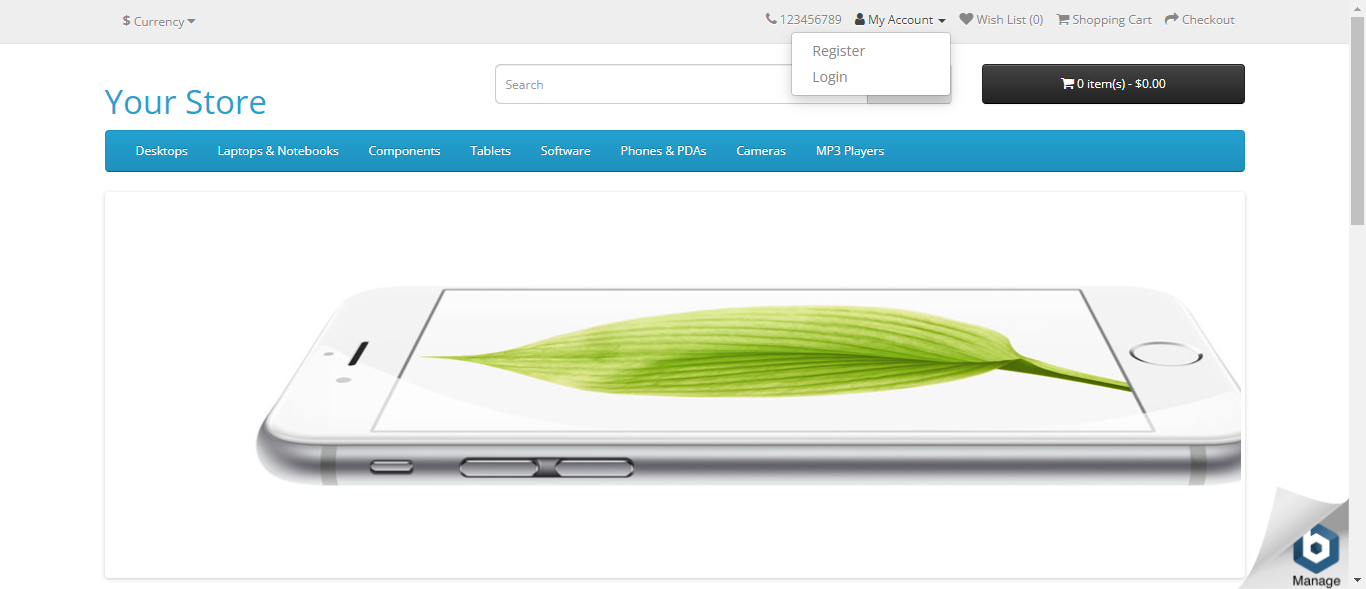 $ Currency
123456789 My Account Wish List (0) Shopping Cart Checkout
Register
Login
Search
0 item(s) - $0.00
Your Store
Desktops Laptops & Notebooks Components Tablets Software Phones & PDAs Cameras MP3 Players
Manage